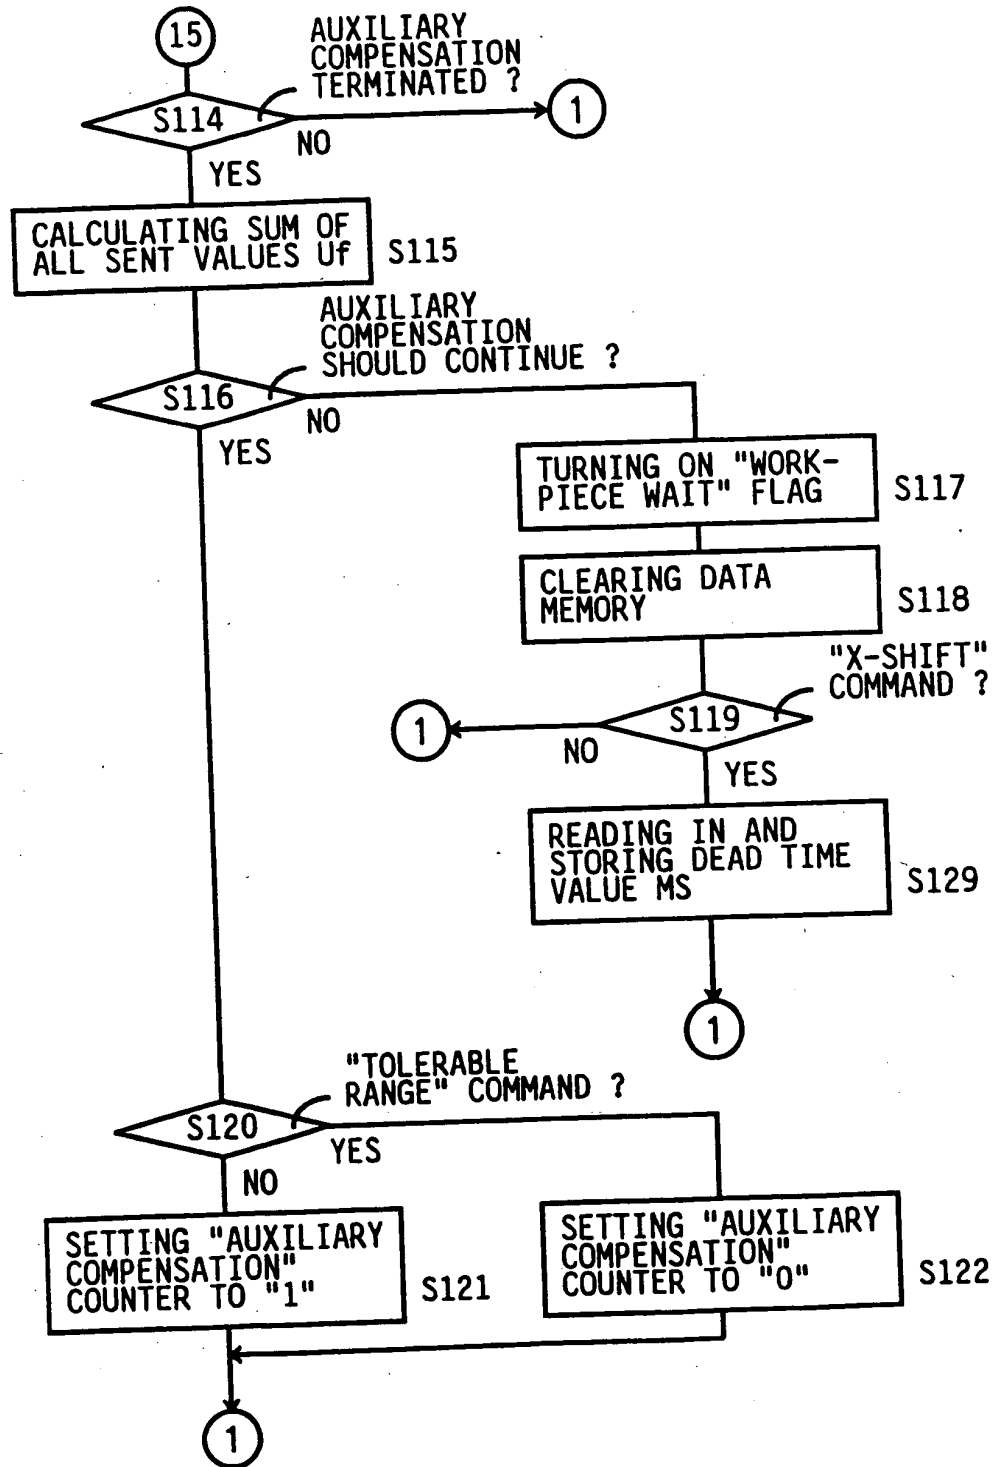 15
AUXILIARY
COMPENSATION
TERMINATED ?
S114
1
NO
YES
CALCULATING SUM OF
ALL SENT VALUES Uf
S115
AUXILIARY
COMPENSATION
SHOULD CONTINUE ?
S116
NO
YES
TURNING ON "WORK-
PIECE WAIT" FLAG
S117
CLEARING DATA
MEMORY
S118
"X-SHIFT"
COMMAND ?
S119
1
NO
YES
READING IN AND
STORING DEAD TIME
VALUE MS
S129
1
"TOLERABLE
RANGE" COMMAND ?
S120
YES
NO
SETTING "AUXILIARY
COMPENSATION"
COUNTER TO "1"
S121
SETTING "AUXILIARY
COMPENSATION"
COUNTER TO "0"
S122
1